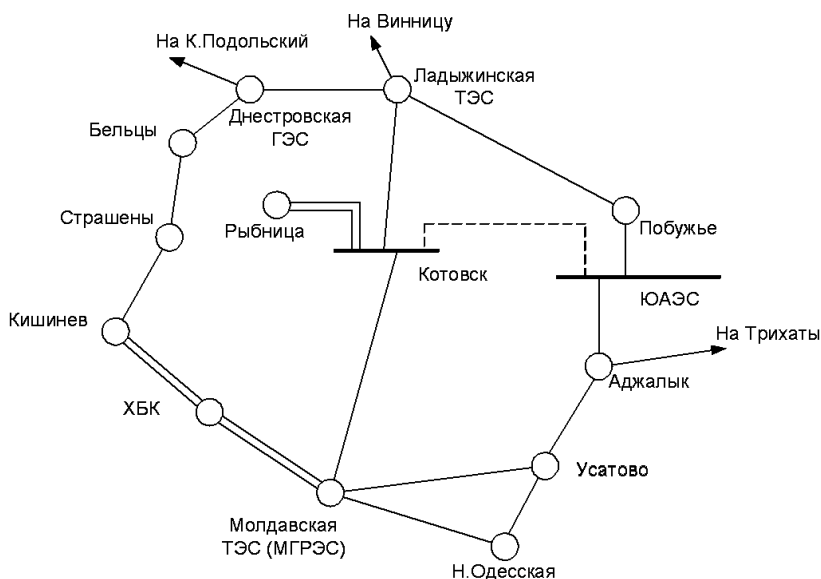 На Винницу
На К.Подольский
Ладыжинская
ТЭС
Днестровская
ГЭС
Бельцы
Страшены
Рыбница
Побужье
Котовск
ЮАЭС
Кишинев
На Трихаты
Аджалык
ХБК
Усатово
Молдавская
ТЭС (МГРЭС)
Н.Одесская